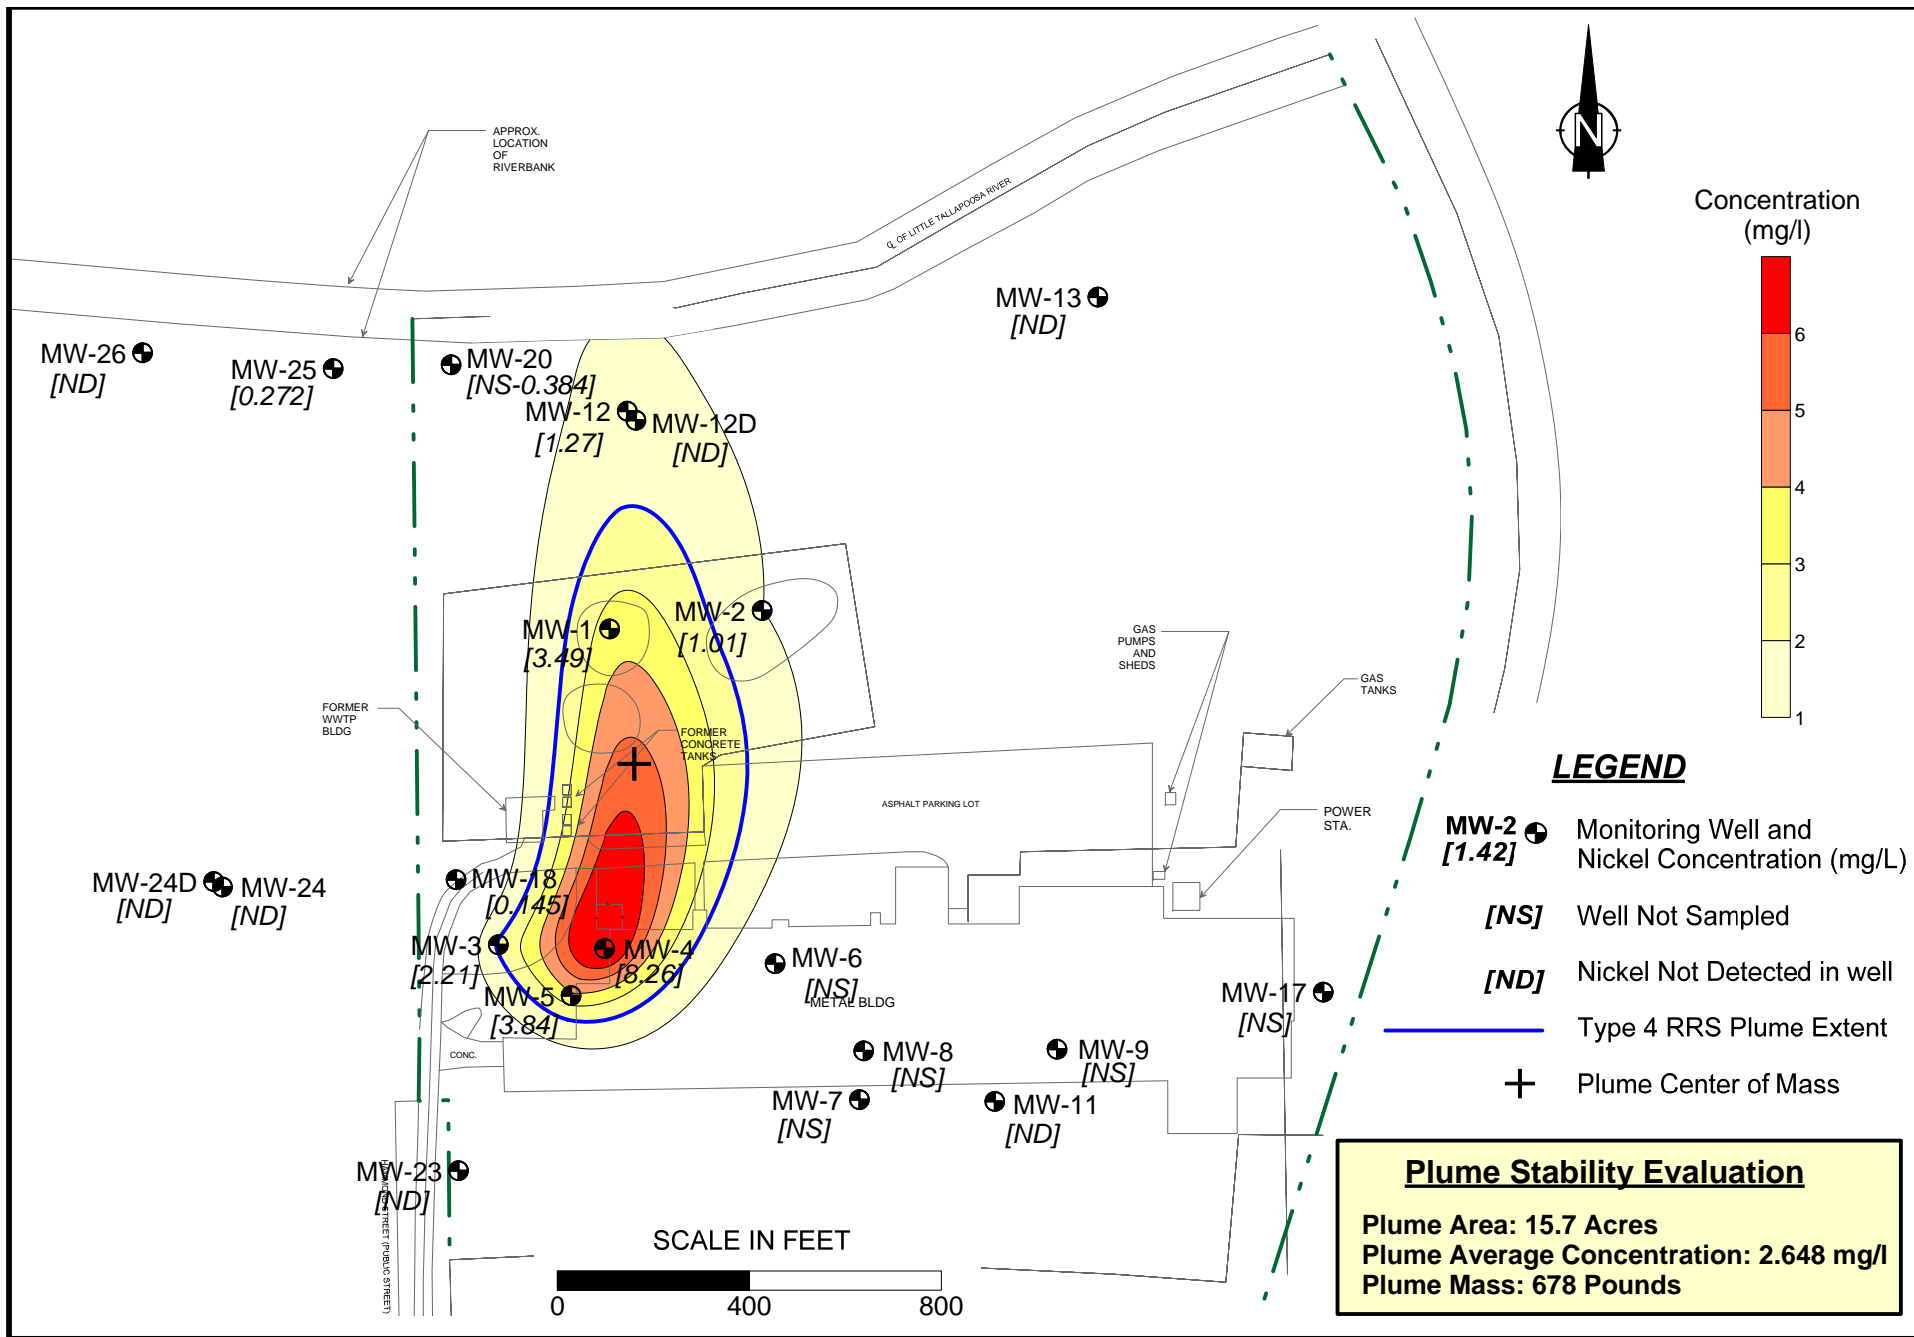 APPROX.
LOCATION
OF
RIVERBANK
℄ OF LITTLE TALLAPOOSA RIVER
N
Concentration
(mg/l)
6
5
4
3
2
1
MW-13
[ND]
MW-26
[ND]
MW-25
[0.272]
MW-20
[NS-0.384]
MW-12
[1.27]
MW-12D
[ND]
MW-1
[3.49]
MW-2
[1.01]
GAS
PUMPS
AND
SHEDS
GAS
TANKS
FORMER
WWTP
BLDG
FORMER
CONCRETE
TANKS
ASPHALT PARKING LOT
POWER
STA.
MW-24D
[ND]
MW-24
[ND]
MW-18
[0.145]
MW-3
[2.21]
MW-4
[8.26]
MW-5
[3.84]
MW-6
[NS]
METAL BLDG
MW-17
[NS]
CONC.
MW-8
[NS]
MW-9
[NS]
MW-7
[NS]
MW-11
[ND]
MW-23
[ND]
HAMMOND STREET (PUBLIC STREET)
SCALE IN FEET
0
400
800
LEGEND
MW-2
[1.42]
Monitoring Well and
Nickel Concentration (mg/L)
[NS]
Well Not Sampled
[ND]
Nickel Not Detected in well
Type 4 RRS Plume Extent
Plume Center of Mass
Plume Stability Evaluation
Plume Area: 15.7 Acres
Plume Average Concentration: 2.648 mg/l
Plume Mass: 678 Pounds